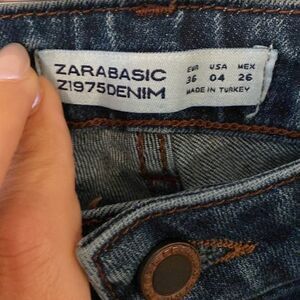 ZARABASIC
Z1975DENIM
EUR USA MEX
36 04 26
MADE IN TURKEY